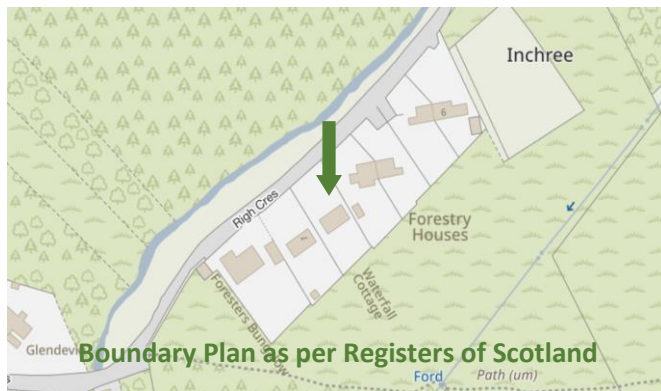 Inchree
6
Righ Cres
Forestry
Houses
Waterfall
Cottage
Foresters Bungalow
Glendevin
Boundary Plan as per Registers of Scotland
Ford
Path (um)